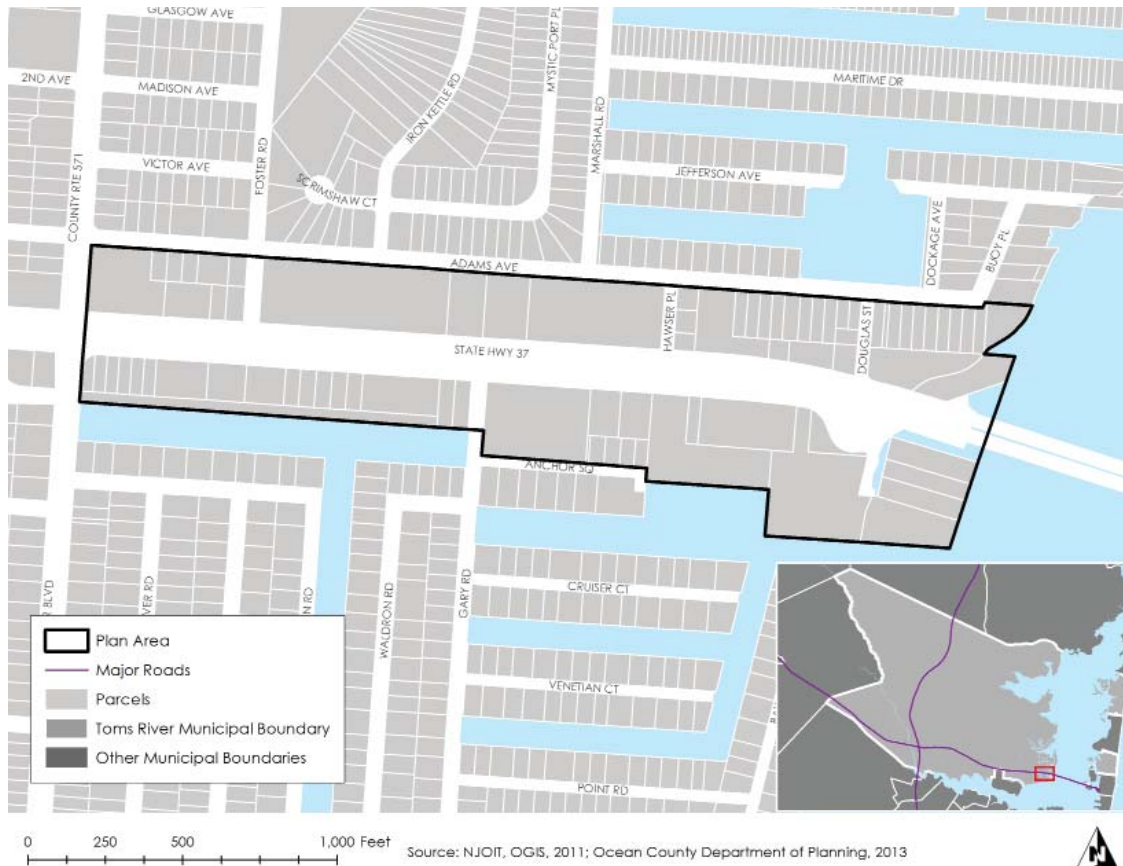 GLASGOW AVE
2ND AVE
MADISON AVE
VICTOR AVE
COUNTY RTE 571
FOSTER RD
SCRIMSHAW CT
IRON KETTLE RD
MYSTIC PORT PL
MARSHALL RD
MARITIME DR
JEFFERSON AVE
DOCKAGE AVE
BUOY PL
ADAMS AVE
HAWSER PL
DOUGLAS ST
STATE HWY 37
ANCHOR SQ
CRUISER CT
WALDRON RD
GARY RD
VENETIAN CT
POINT RD
R BLVD
VER RD
N RD
Plan Area
Major Roads
Parcels
Toms River Municipal Boundary
Other Municipal Boundaries
0 250 500 1,000 Feet
Source: NJOIT, OGIS, 2011; Ocean County Department of Planning, 2013
N